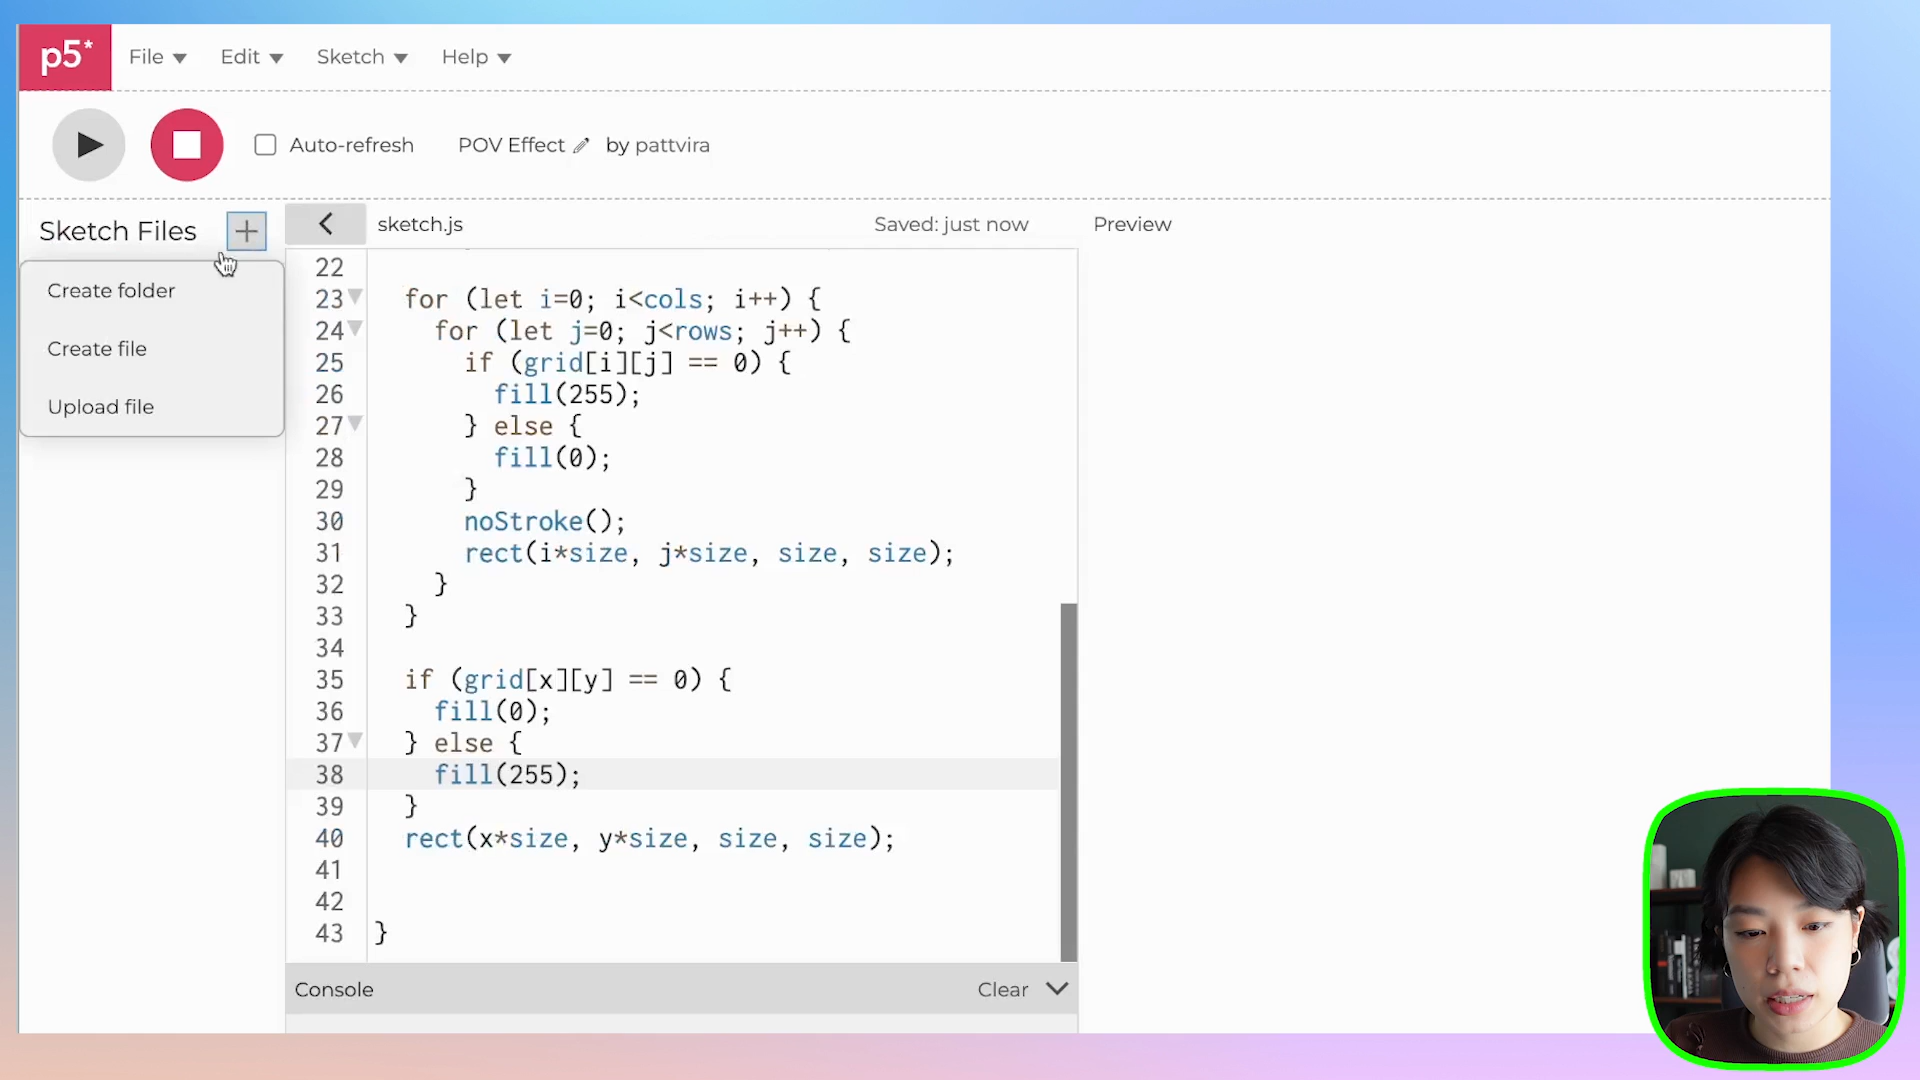 p5* File Edit Sketch Help
Auto-refresh POV Effect by pattvira
Sketch Files + sketch.js Saved: just now Preview
Create folder
Create file
Upload file
22
23 for (let i=0; i<cols; i++) {
24 for (let j=0; j<rows; j++) {
25 if (grid[i][j] == 0) {
26 fill(255);
27 } else {
28 fill(0);
29 }
30 noStroke();
31 rect(i*size, j*size, size, size);
32 }
33 }
34
35 if (grid[x][y] == 0) {
36 fill(0);
37 } else {
38 fill(255);
39 }
40 rect(x*size, y*size, size, size);
41
42
43 }
Console Clear